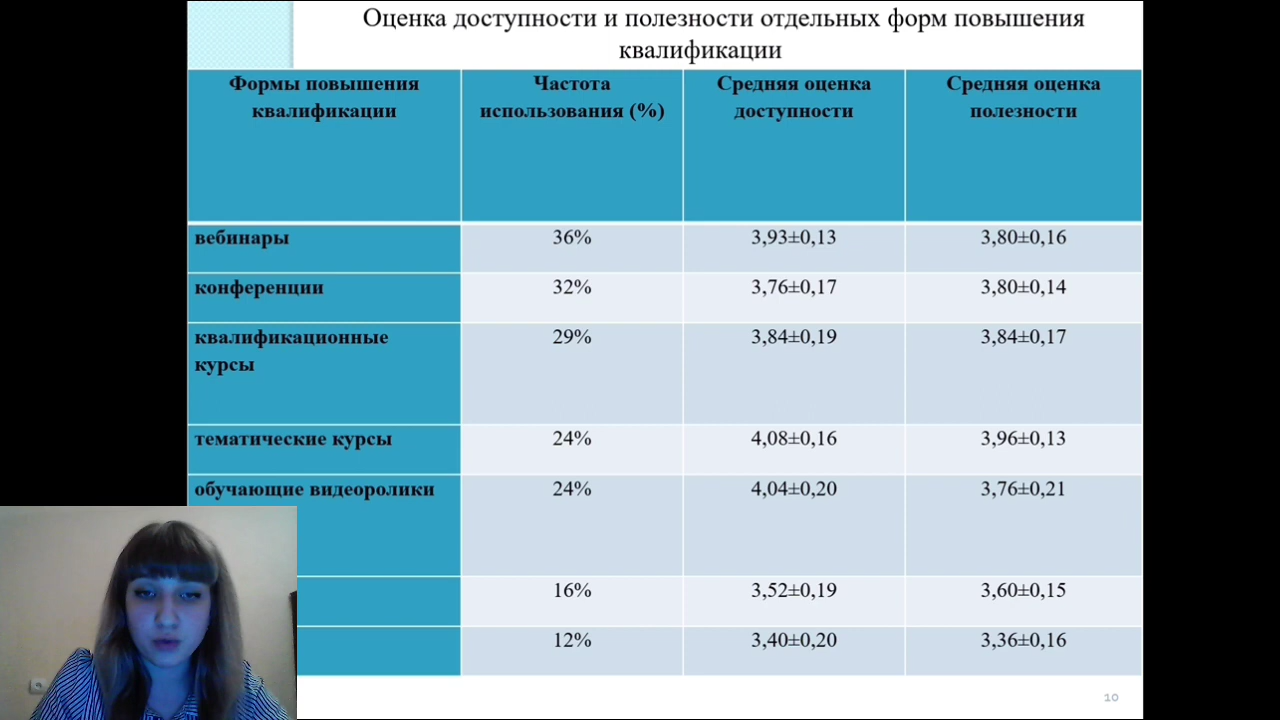 Оценка доступности и полезности отдельных форм повышения
квалификации
Формы повышения
квалификации
Частота
использования (%)
Средняя оценка
доступности
Средняя оценка
полезности
вебинары 36% 3,93±0,13 3,80±0,16
конференции 32% 3,76±0,17 3,80±0,14
квалификационные
курсы
29% 3,84±0,19 3,84±0,17
тематические курсы 24% 4,08±0,16 3,96±0,13
обучающие видеоролики 24% 4,04±0,20 3,76±0,21
16% 3,52±0,19 3,60±0,15
12% 3,40±0,20 3,36±0,16
10